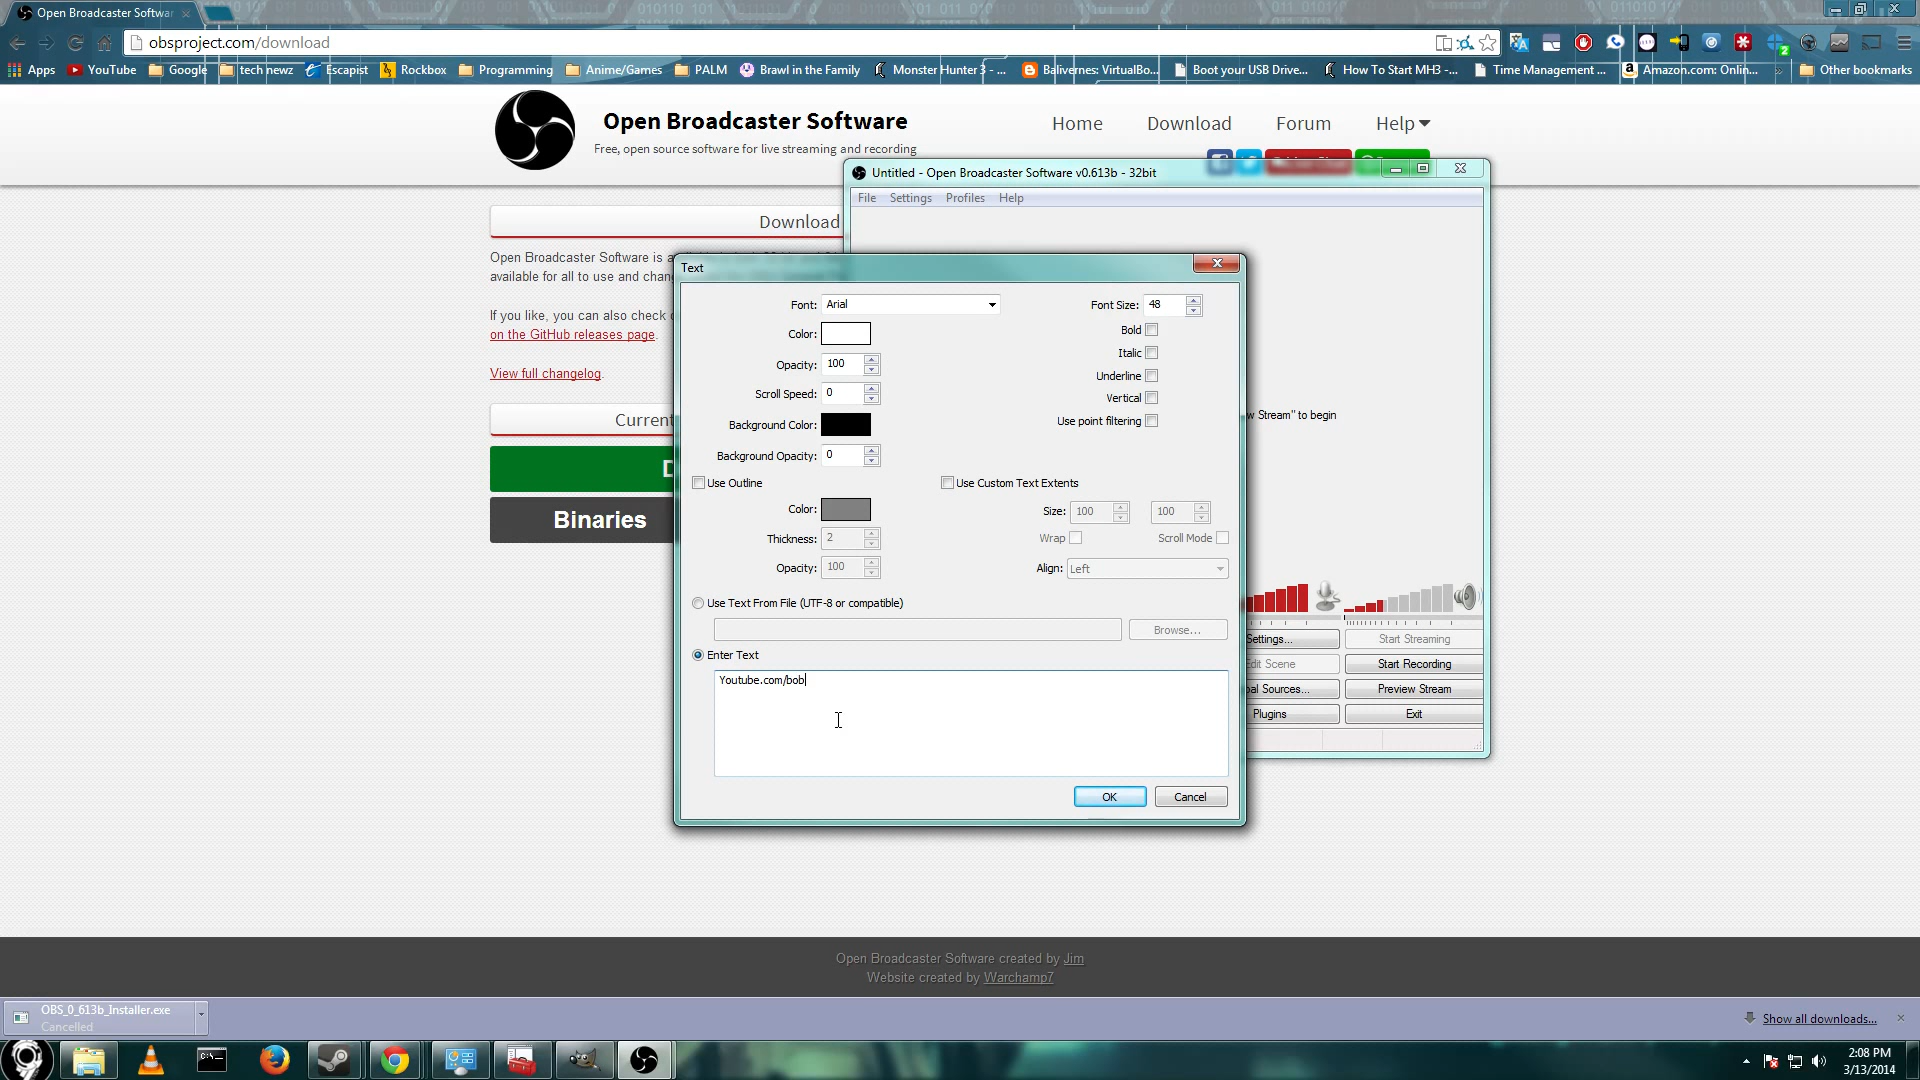 Open Broadcaster Softwar
obsproject.com/download
Apps YouTube Google tech newz Escapist Rockbox Programming Anime/Games PALM Brawl in the Family Monster Hunter 3 - ... Balivernes: VirtualBo... Boot your USB Drive... How To Start MH3 -... Time Management ... Amazon.com: Onlin... » Other bookmarks
Open Broadcaster Software
Free, open source software for live streaming and recording
Home Download Forum Help
Untitled - Open Broadcaster Software v0.613b - 32bit
File Settings Profiles Help
Download
Open Broadcaster Software is a
available for all to use and chang
If you like, you can also check o
on the GitHub releases page.
View full changelog.
Current
D
Binaries
Text
Font: Arial
Font Size: 48
Color:
Bold
Opacity: 100
Italic
Scroll Speed: 0
Underline
Vertical
Background Color:
Use point filtering
Background Opacity: 0
Use Outline
Use Custom Text Extents
Color:
Size: 100 100
Thickness: 2
Wrap Scroll Mode
Opacity: 100
Align: Left
Use Text From File (UTF-8 or compatible)
Browse...
Enter Text
Youtube.com/bob
OK Cancel
w Stream" to begin
Settings... Start Streaming
dit Scene Start Recording
bal Sources... Preview Stream
Plugins Exit
Open Broadcaster Software created by Jim
Website created by Warchamp7
OBS_0_613b_Installer.exe
Cancelled
Show all downloads...
2:08 PM
3/13/2014